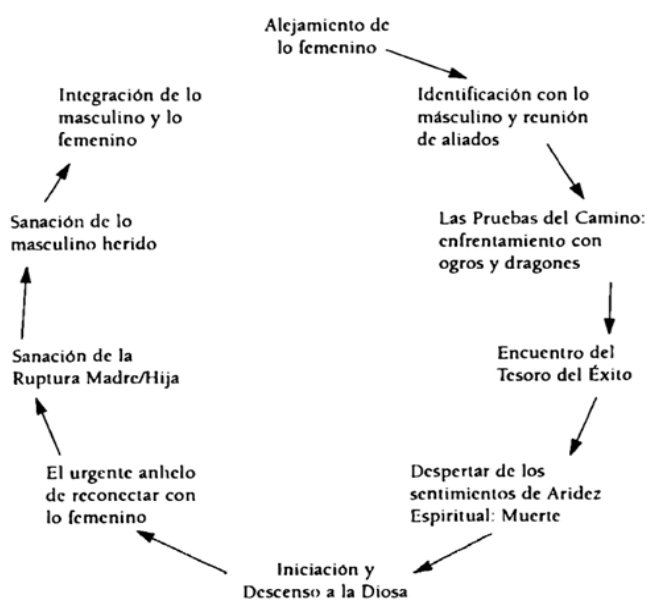 Alejamiento de
lo femenino
Identificación con lo
másculino y reunión
de aliados
Las Pruebas del Camino:
enfrentamiento con
ogros y dragones
Encuentro del
Tesoro del Éxito
Despertar de los
sentimientos de Aridez
Espiritual: Muerte
Iniciación y
Descenso a la Diosa
El urgente anhelo
de reconectar con
lo femenino
Sanación de la
Ruptura Madre/Hija
Sanación de lo
masculino herido
Integración de lo
masculino y lo
femenino